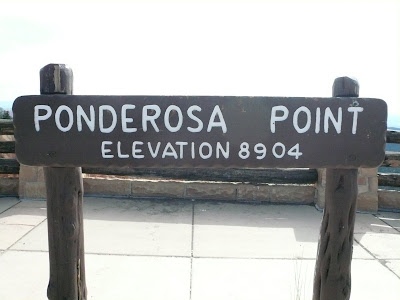 PONDEROSA POINT
ELEVATION 8904